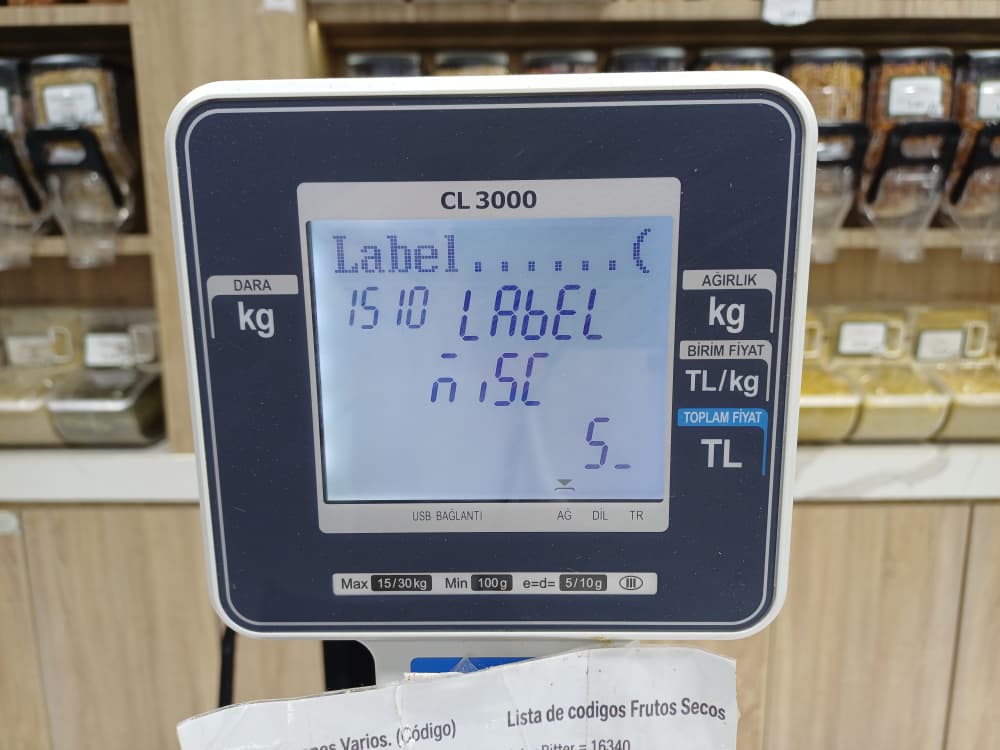 CL 3000
Label.......(
1510 LAbEL
MiSC
5_
DARA
kg
AĞIRLIK
kg
BİRİM FİYAT
TL/kg
TOPLAM FİYAT
TL
USB BAĞLANTI AĞ DİL TR
Max 15/30kg Min 100g e=d= 5/10g III
Varios. (Código)
Lista de codigos Frutos Secos
Bitter = 16340